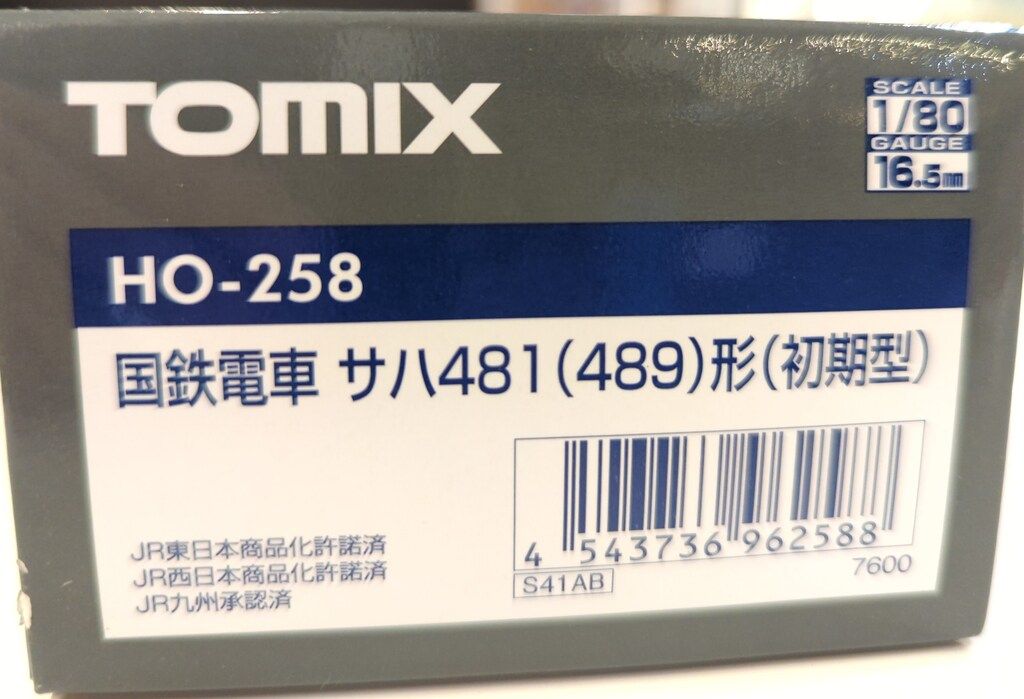 TOMIX
SCALE
1/80
GAUGE
16.5mm
HO-258
国鉄電車 サハ481(489)形(初期型)
JR東日本商品化許諾済
JR西日本商品化許諾済
JR九州承認済
4 543736 962588
S41AB
7600